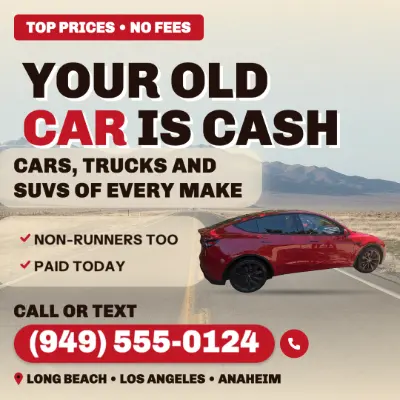 TOP PRICES • NO FEES
YOUR OLD
CAR IS CASH
CARS, TRUCKS AND
SUVS OF EVERY MAKE
NON-RUNNERS TOO
PAID TODAY
CALL OR TEXT
(949) 555-0124
LONG BEACH • LOS ANGELES • ANAHEIM